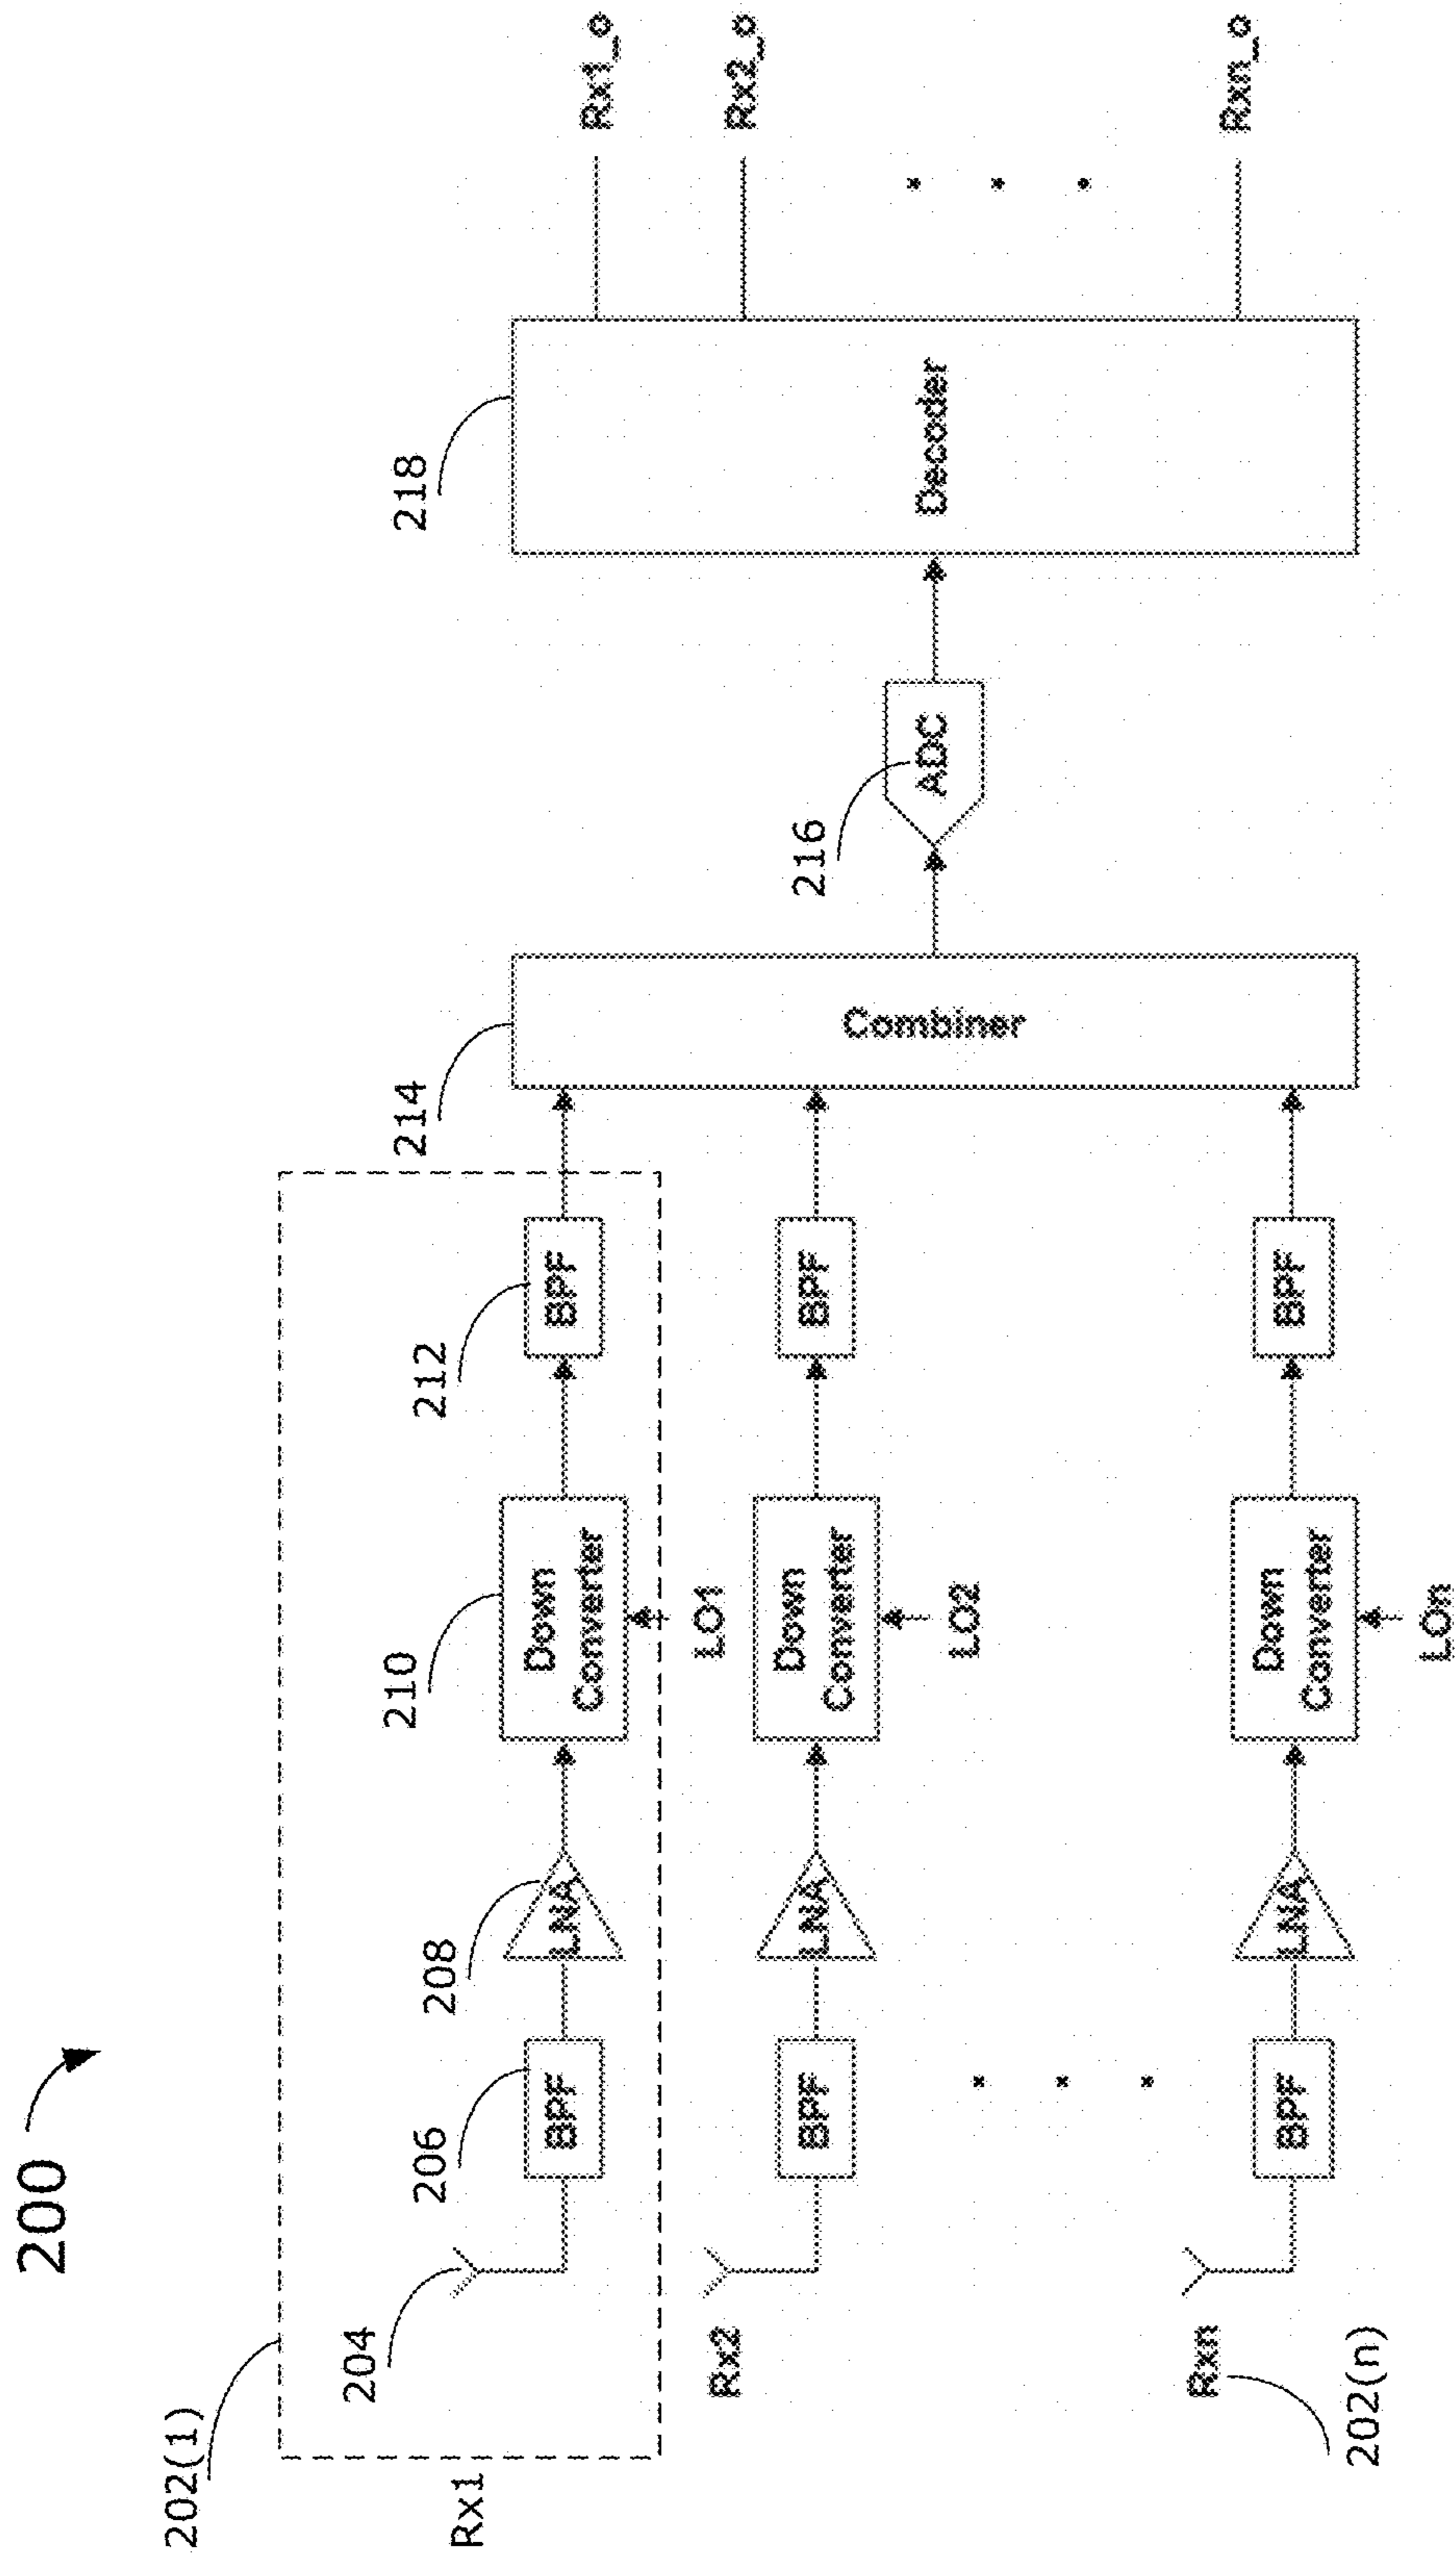 200
202(1)
Rx1
204
206
BPF
208
LNA
210
Down
Converter
LO1
212
BPF
214
Combiner
216
ADC
218
Decoder
Rx1_o
Rx2_o
Rxn_o
Rx2
BPF
LNA
Down
Converter
LO2
BPF
Rxn
202(n)
BPF
LNA
Down
Converter
LOn
BPF